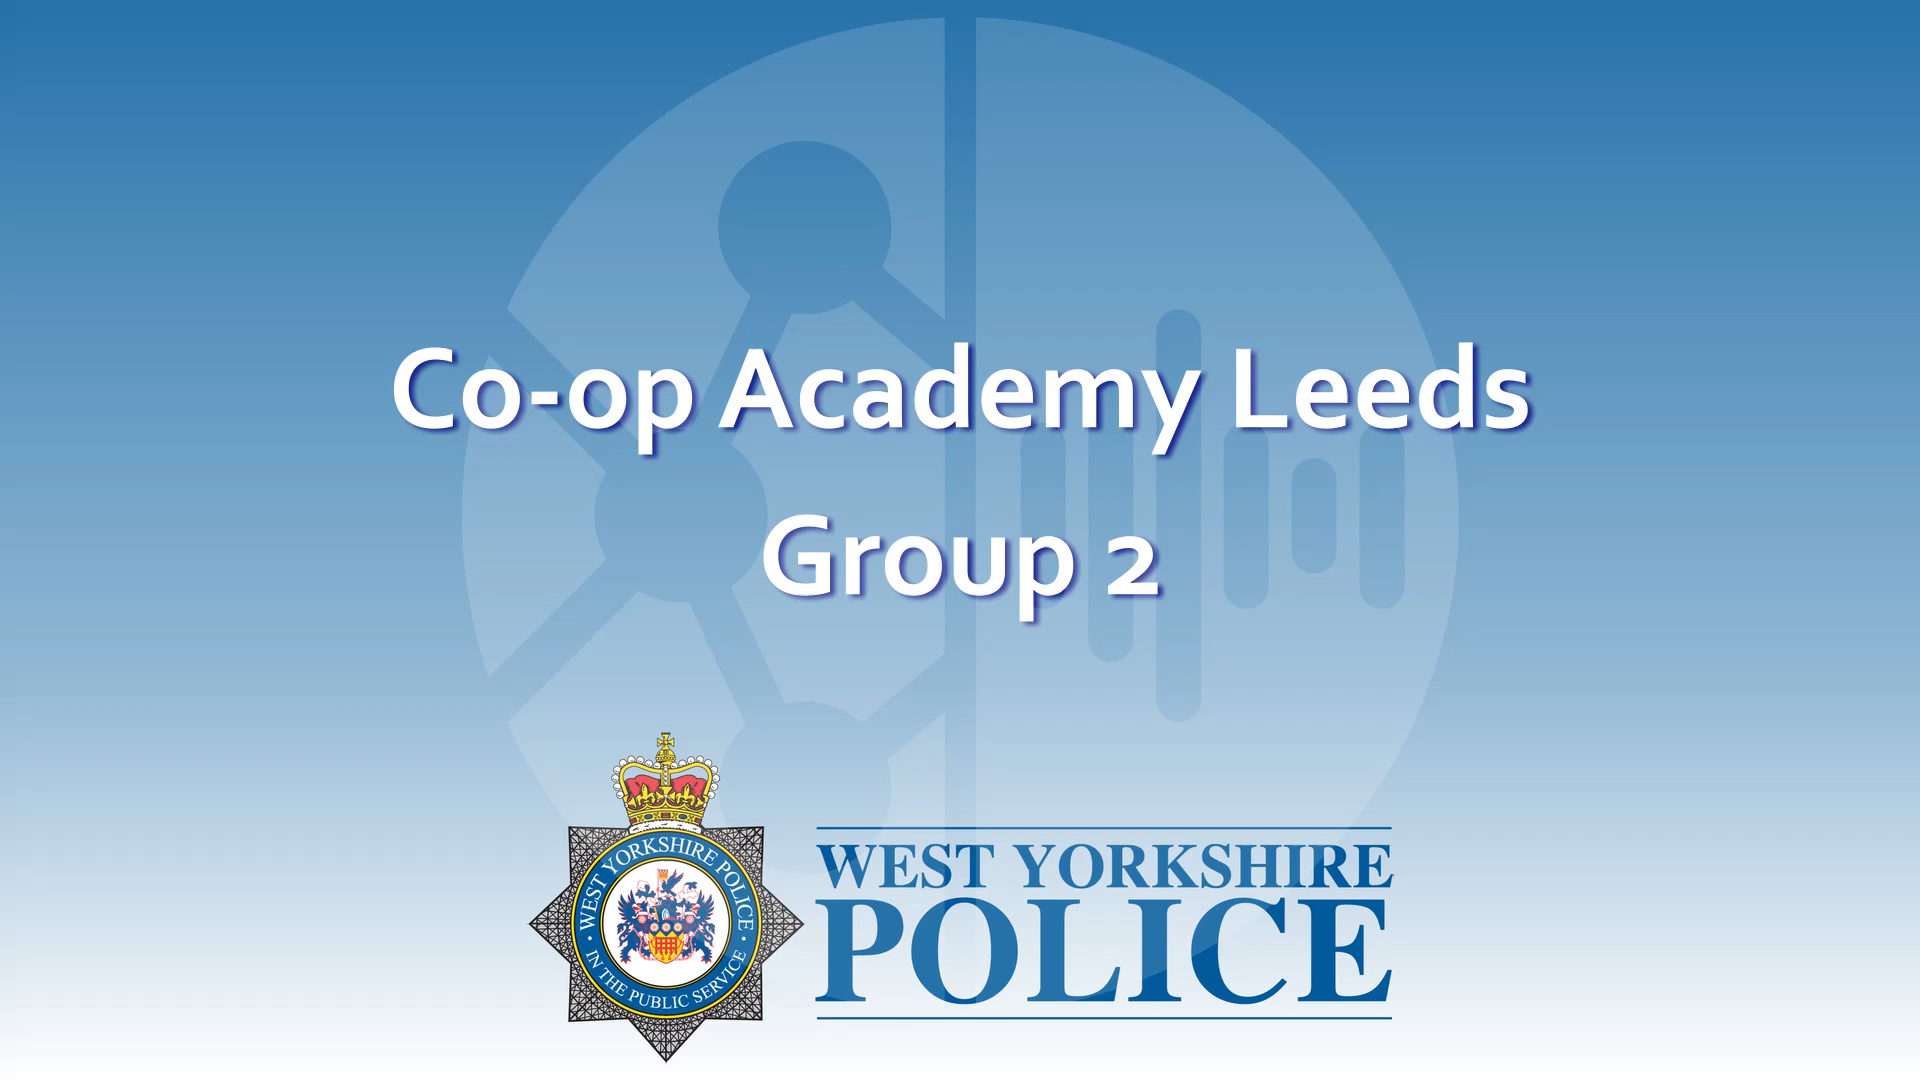 Co-op Academy Leeds
Group 2
WEST YORKSHIRE POLICE
IN THE PUBLIC SERVICE
WEST YORKSHIRE
POLICE